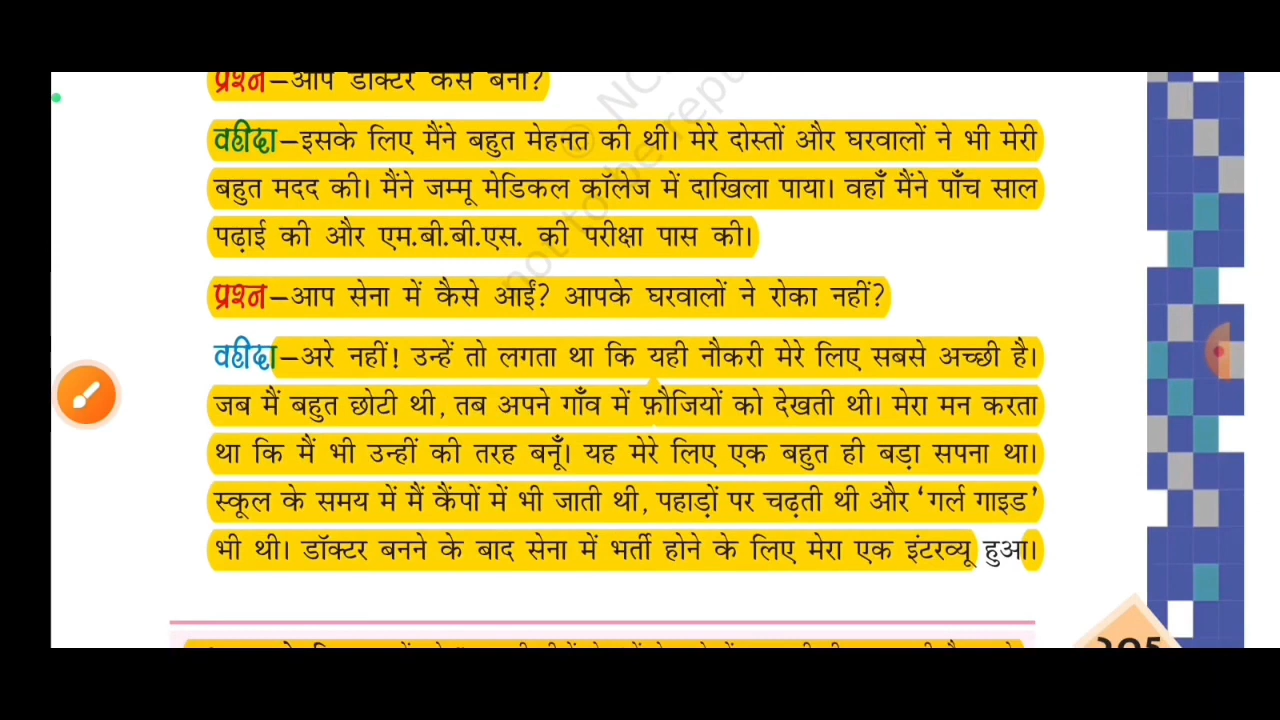 प्रश्न–आप डॉक्टर कैसे बनीं?
वहीदा–इसके लिए मैंने बहुत मेहनत की थी। मेरे दोस्तों और घरवालों ने भी मेरी
बहुत मदद की। मैंने जम्मू मेडिकल कॉलेज में दाखिला पाया। वहाँ मैंने पाँच साल
पढ़ाई की और एम.बी.बी.एस. की परीक्षा पास की।
प्रश्न–आप सेना में कैसे आईं? आपके घरवालों ने रोका नहीं?
वहीदा–अरे नहीं! उन्हें तो लगता था कि यही नौकरी मेरे लिए सबसे अच्छी है।
जब मैं बहुत छोटी थी, तब अपने गाँव में फ़ौजियों को देखती थी। मेरा मन करता
था कि मैं भी उन्हीं की तरह बनूँ। यह मेरे लिए एक बहुत ही बड़ा सपना था।
स्कूल के समय में मैं कैंपों में भी जाती थी, पहाड़ों पर चढ़ती थी और ‘गर्ल गाइड’
भी थी। डॉक्टर बनने के बाद सेना में भर्ती होने के लिए मेरा एक इंटरव्यू हुआ।